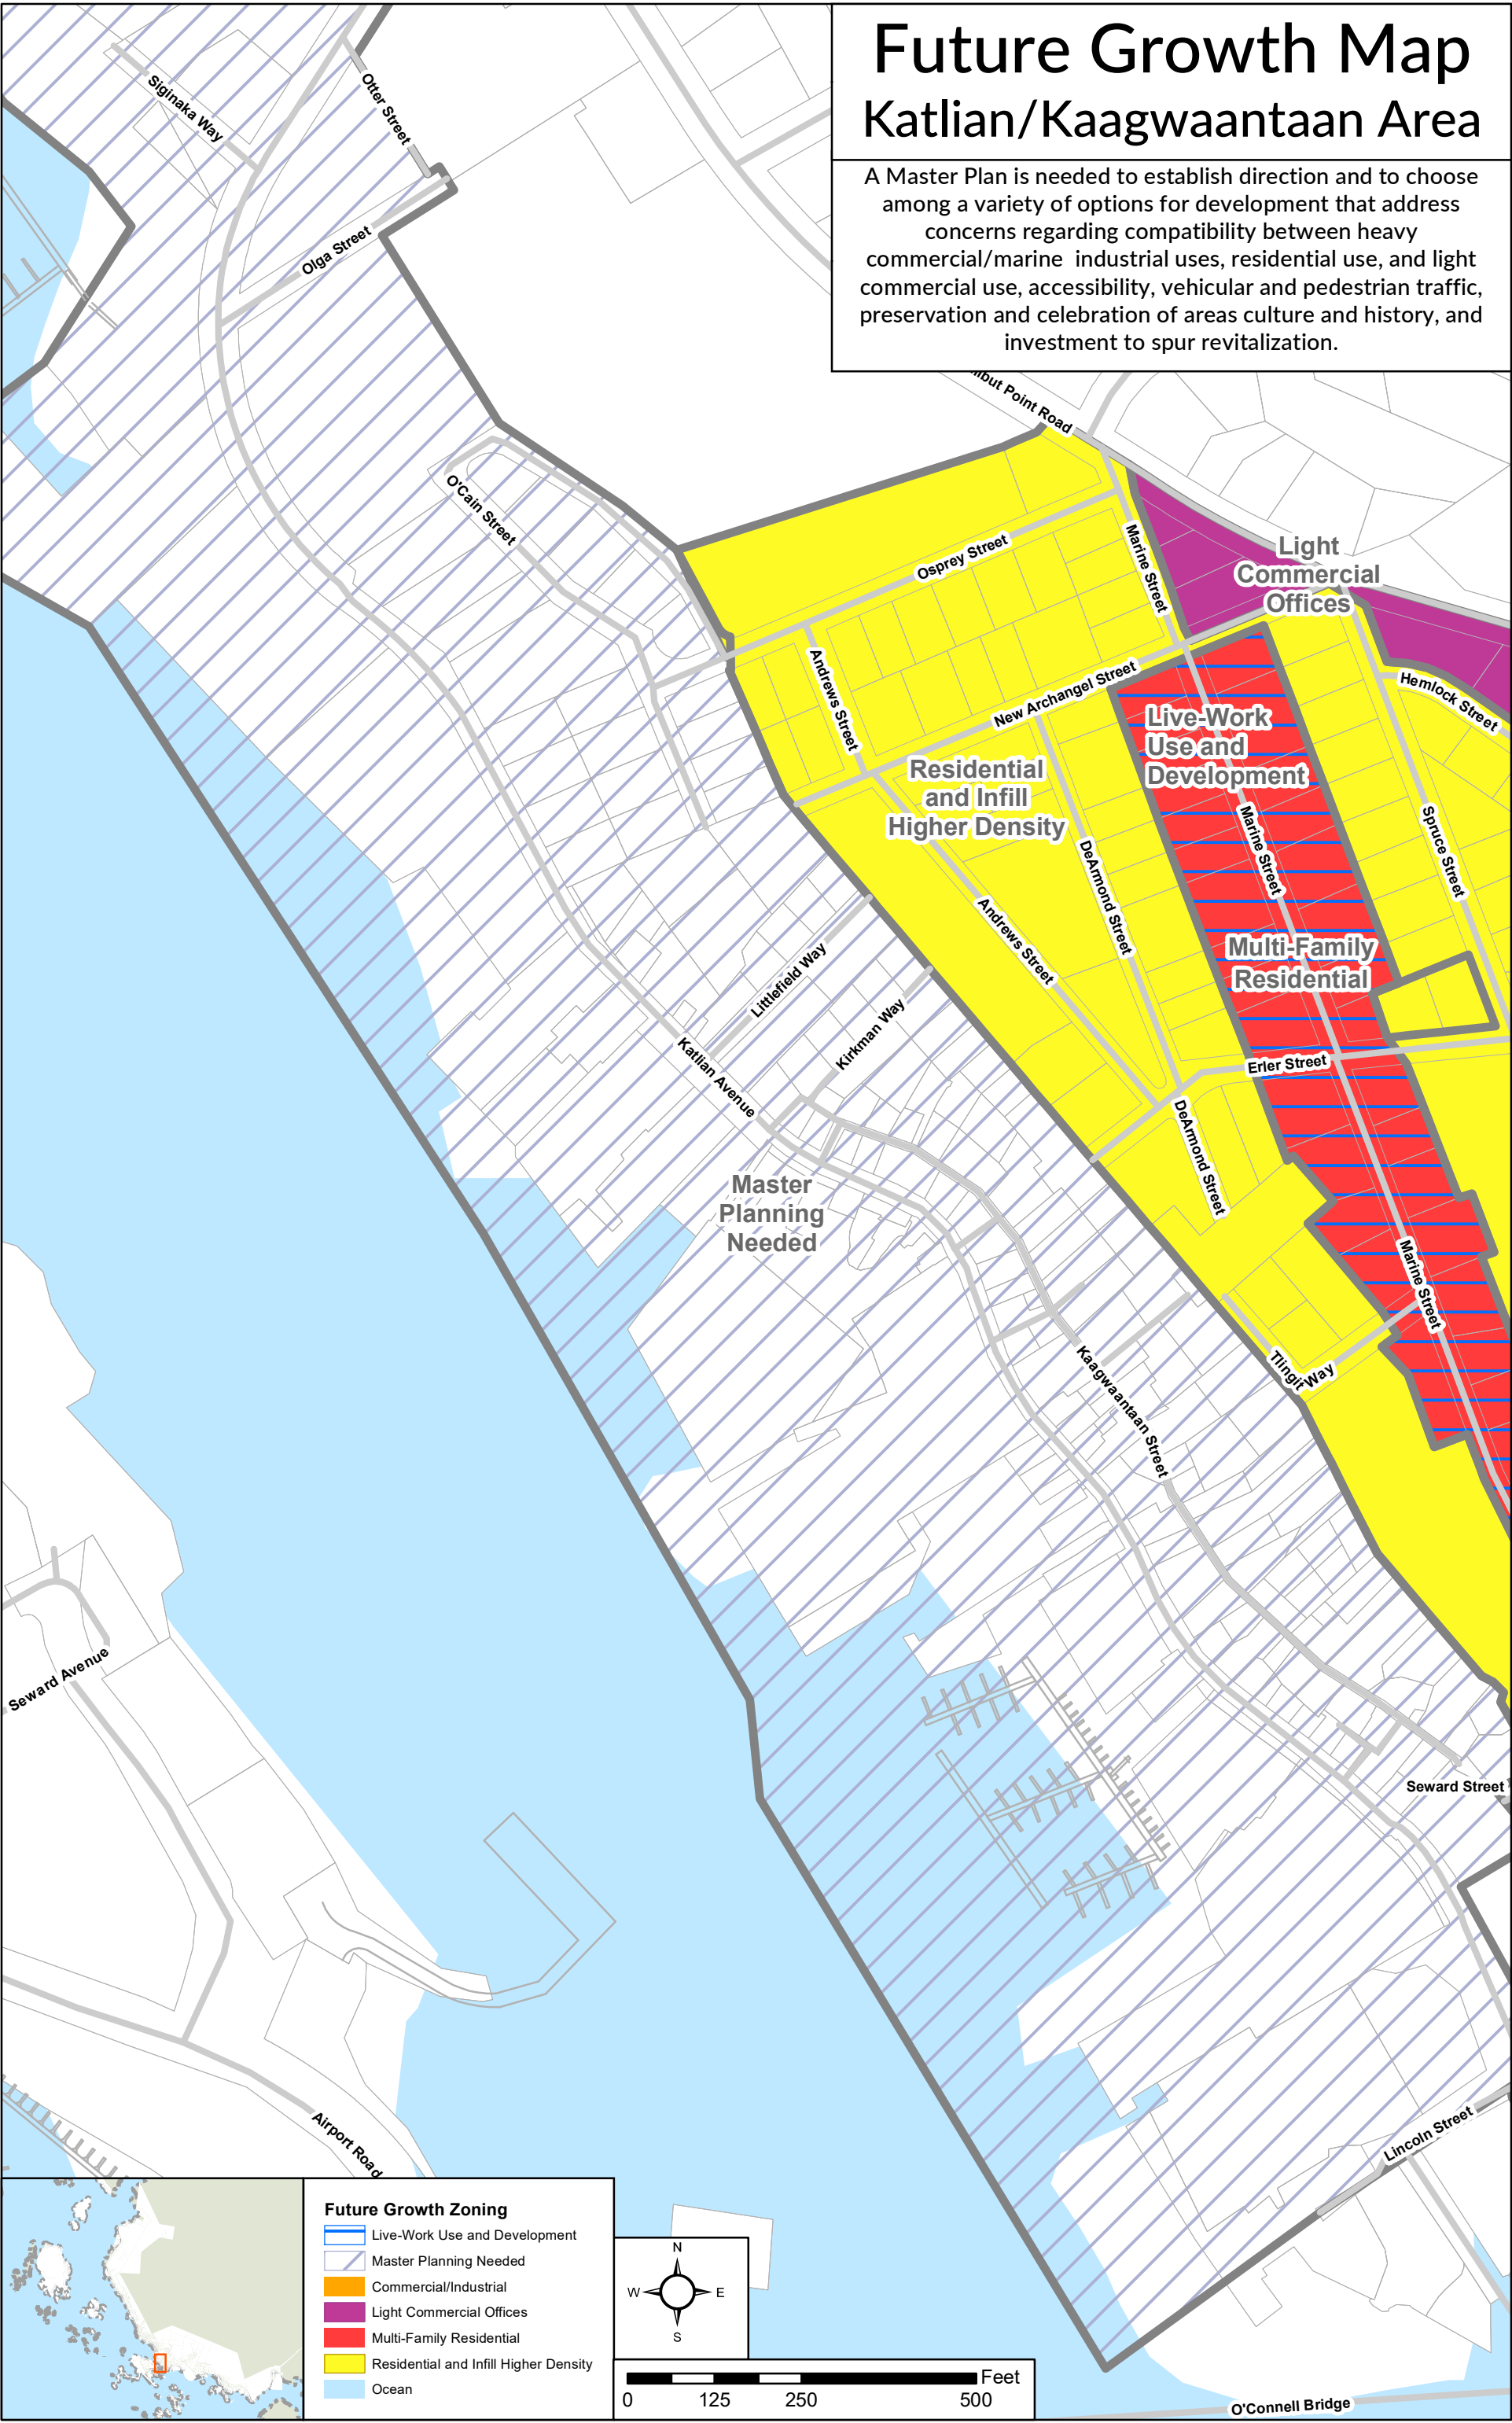 Future Growth Map
Katlian/Kaagwaantaan Area
A Master Plan is needed to establish direction and to choose
among a variety of options for development that address
concerns regarding compatibility between heavy
commercial/marine  industrial uses, residential use, and light
commercial use, accessibility, vehicular and pedestrian traffic,
preservation and celebration of areas culture and history, and
investment to spur revitalization.
Siginaka Way
Otter Street
Olga Street
Point Road
O'Cain Street
Osprey Street
Marine Street
Light
Commercial
Offices
Andrews Street
New Archangel Street
Hemlock Street
Live-Work
Use and
Development
Residential
and Infill
Higher Density
Marine Street
Spruce Street
DeArmond Street
Andrews Street
Multi-Family
Residential
Littlefield Way
Kirkman Way
Katlian Avenue
Erler Street
DeArmond Street
Master
Planning
Needed
Marine Street
Tlingit Way
Kaagwaantaan Street
Seward Avenue
Seward Street
Airport Road
Lincoln Street
O'Connell Bridge
Future Growth Zoning
Live-Work Use and Development
Master Planning Needed
Commercial/Industrial
Light Commercial Offices
Multi-Family Residential
Residential and Infill Higher Density
Ocean
N
W
E
S
Feet
0
125
250
500